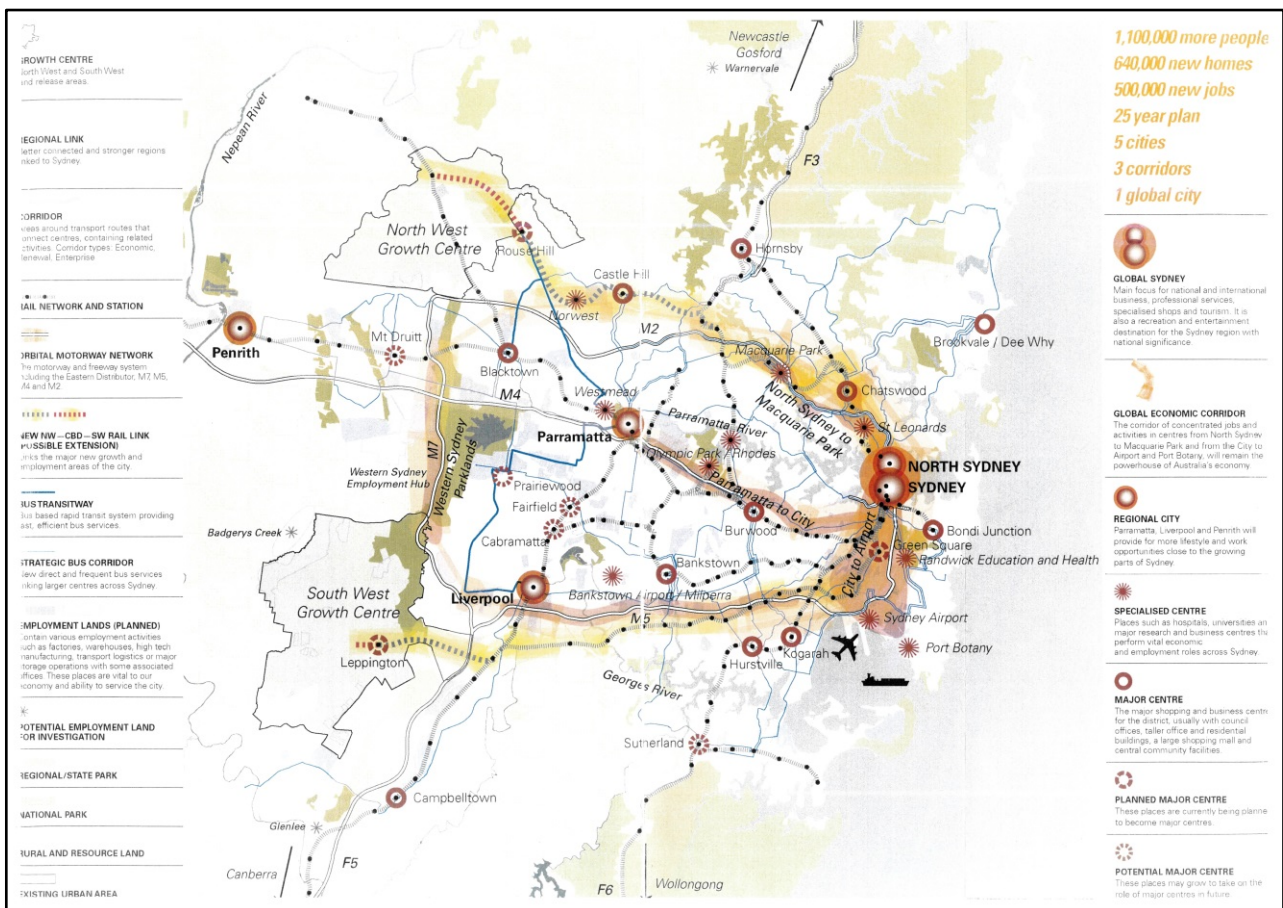 GROWTH CENTRE
North West and South West
and release areas.
REGIONAL LINK
Better connected and stronger regions
linked to Sydney.
CORRIDOR
Areas around transport routes that
connect centres, containing related
activities. Corridor types: Economic,
Renewal, Enterprise
RAIL NETWORK AND STATION
ORBITAL MOTORWAY NETWORK
The motorway and freeway system
including the Eastern Distributor, M7, M5,
M4 and M2
NEW NW–CBD–SW RAIL LINK
(POSSIBLE EXTENSION)
Links the major new growth and
employment areas of the city.
BUS TRANSITWAY
Bus based rapid transit system providing
fast, efficient bus services.
STRATEGIC BUS CORRIDOR
New direct and frequent bus services
linking larger centres across Sydney
EMPLOYMENT LANDS (PLANNED)
Contain various employment activities
such as factories, warehouses, high tech
manufacturing, transport logistics or major
storage operations with some associated
offices. These places are vital to our
economy and ability to service the city.
POTENTIAL EMPLOYMENT LAND
FOR INVESTIGATION
REGIONAL/STATE PARK
NATIONAL PARK
RURAL AND RESOURCE LAND
EXISTING URBAN AREA
Newcastle
Gosford
Warnervale
Nepean River
F3
North West
Growth Centre
Rouse Hill
Hornsby
Castle Hill
Norwest
M2
Brookvale / Dee Why
Penrith
Mt Druitt
Blacktown
M4
Macquarie Park
Chatswood
North Sydney to
Macquarie Park
Westmead
Parramatta
Parramatta River
St Leonards
Olympic Park / Rhodes
M7
Western Sydney
Parklands
Western Sydney
Employment Hub
Parramatta to City
NORTH SYDNEY
SYDNEY
Prairiewood
Fairfield
Cabramatta
Burwood
Bondi Junction
Green Square
Randwick Education and Health
City to Airport
Badgerys Creek
Bankstown
Bankstown Airport / Milperra
Liverpool
South West
Growth Centre
M5
Sydney Airport
Port Botany
Leppington
Hurstville
Kogarah
Georges River
Sutherland
Campbelltown
Glenlee
Canberra
F5
F6
Wollongong
1,100,000 more people
640,000 new homes
500,000 new jobs
25 year plan
5 cities
3 corridors
1 global city
GLOBAL SYDNEY
Main focus for national and international
business, professional services,
specialised shops and tourism. It is
also a recreation and entertainment
destination for the Sydney region with
national significance.
GLOBAL ECONOMIC CORRIDOR
The corridor of concentrated jobs and
activities in centres from North Sydney
to Macquarie Park and from the City to
Airport and Port Botany, will remain the
powerhouse of Australia's economy
REGIONAL CITY
Parramatta, Liverpool and Penrith will
provide for more lifestyle and work
opportunities close to the growing
parts of Sydney
SPECIALISED CENTRE
Places such as hospitals, universities an
major research and business centres tha
perform vital economic
and employment roles across Sydney
MAJOR CENTRE
The major shopping and business centre
for the district, usually with council
offices, taller office and residential
buildings, a large shopping mall and
central community facilities.
PLANNED MAJOR CENTRE
These places are currently being planne
to become major centres.
POTENTIAL MAJOR CENTRE
These places may grow to take on the
role of major centres in future.